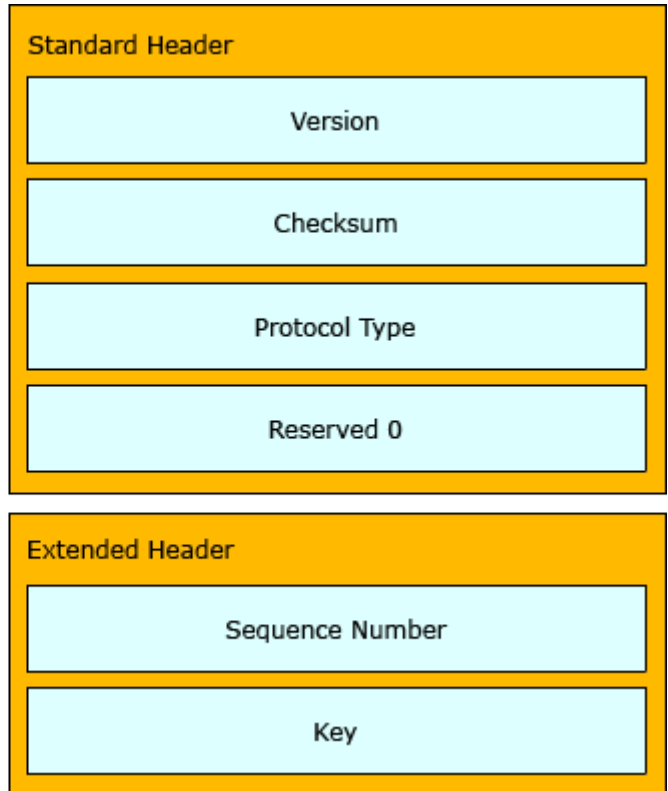 Standard Header
Version
Checksum
Protocol Type
Reserved 0
Extended Header
Sequence Number
Key